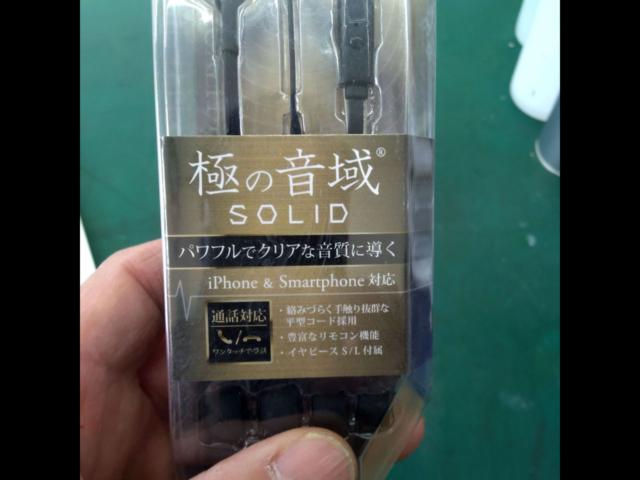 極の音域®
SOLID
パワフルでクリアな音質に導く
iPhone & Smartphone 対応
通話対応
ワンタッチで受話
・絡みづらく手触り抜群な
平型コード採用
・豊富なリモコン機能
・イヤピース S/L 付属